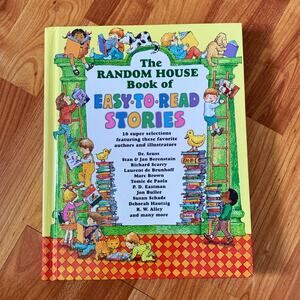 The
RANDOM HOUSE
Book of
EASY-TO-READ
STORIES
16 super selections
featuring these favorite
authors and illustrators
Dr. Seuss
Stan & Jan Berenstain
Richard Scarry
Laurent de Brunhoff
Marc Brown
Tomie de Paola
P. D. Eastman
Jon Buller
Susan Schade
Deborah Hautzig
R. W. Alley
and many more